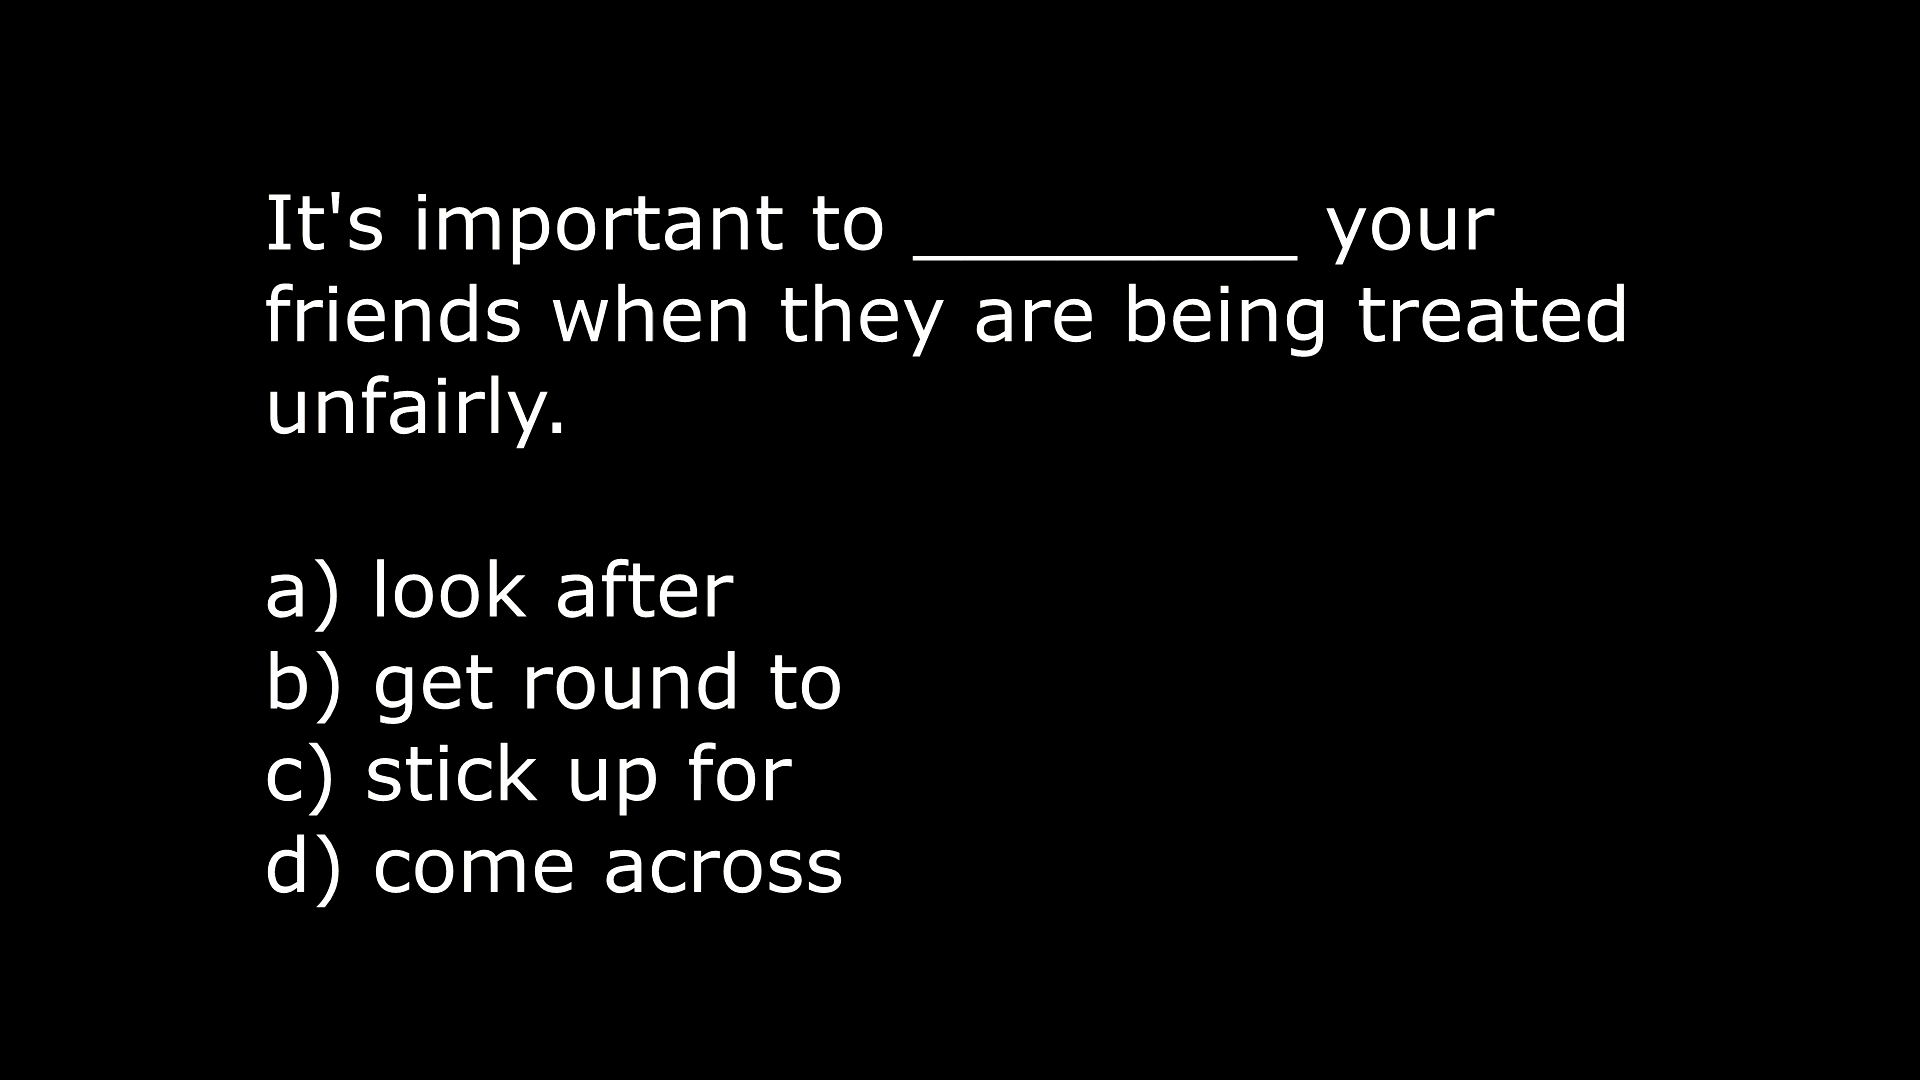 It's important to __________ your
friends when they are being treated
unfairly.
a) look after
b) get round to
c) stick up for
d) come across